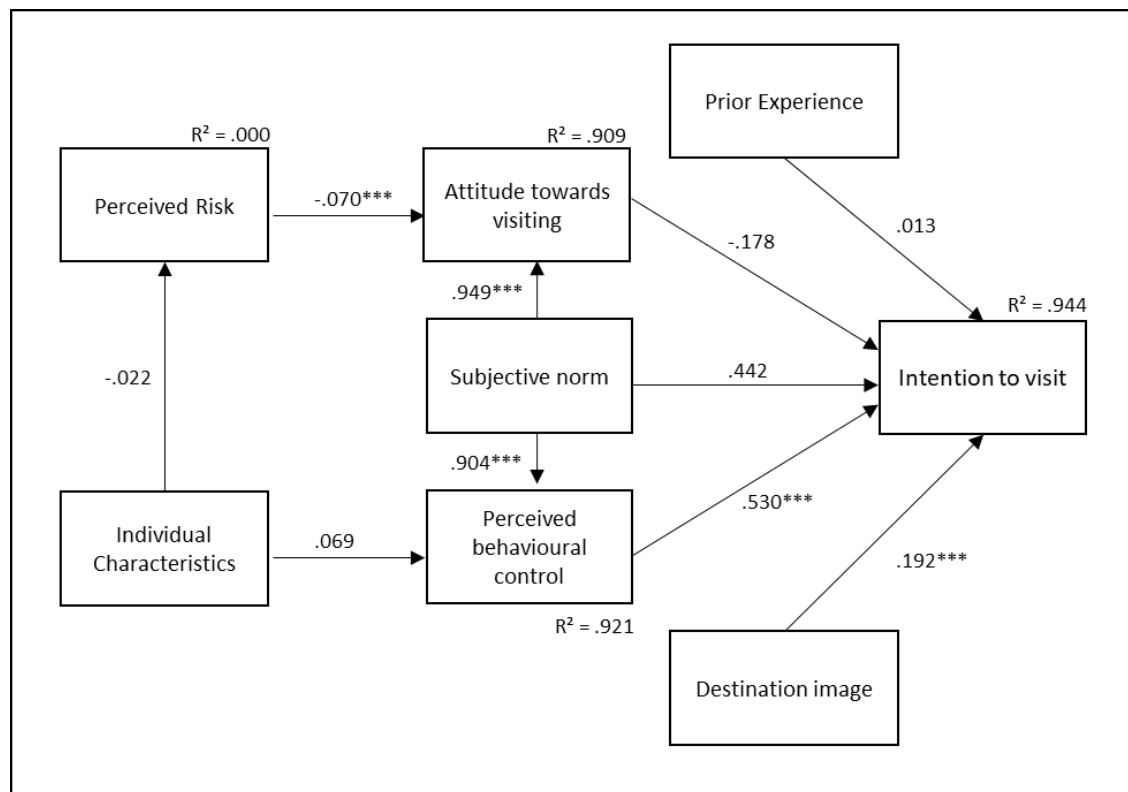 Prior Experience
R² = .000
R² = .909
Perceived Risk
-.070***
Attitude towards
visiting
-.178
.013
.949***
R² = .944
-.022
Subjective norm
.442
Intention to visit
.904***
Individual
Characteristics
.069
Perceived
behavioural
control
.530***
.192***
R² = .921
Destination image